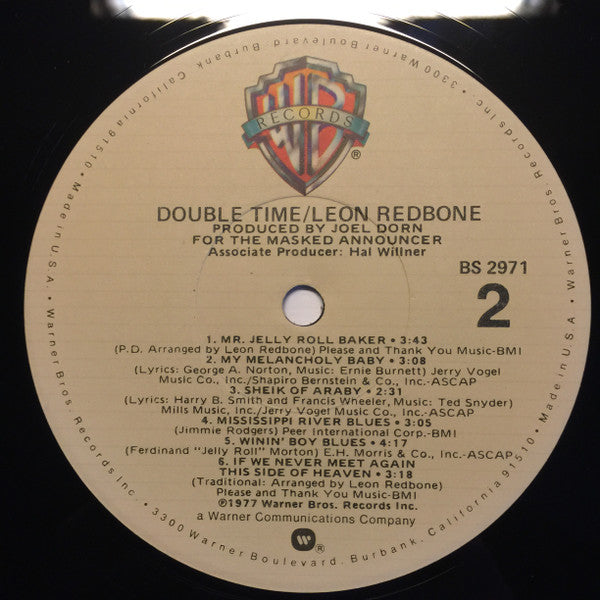 WB
RECORDS
®
DOUBLE TIME/LEON REDBONE
PRODUCED BY JOEL DORN
FOR THE MASKED ANNOUNCER
Associate Producer: Hal Willner
BS 2971
2
1. MR. JELLY ROLL BAKER • 3:43
(P.D. Arranged by Leon Redbone) Please and Thank You Music-BMI
2. MY MELANCHOLY BABY • 3:08
(Lyrics: George A. Norton, Music: Ernie Burnett) Jerry Vogel
Music Co., Inc./Shapiro Bernstein & Co., Inc.-ASCAP
3. SHEIK OF ARABY • 2:31
(Lyrics: Harry B. Smith and Francis Wheeler, Music: Ted Snyder)
Mills Music, Inc./Jerry Vogel Music Co., Inc.-ASCAP
4. MISSISSIPPI RIVER BLUES • 3:05
(Jimmie Rodgers) Peer International Corp.-BMI
5. WININ' BOY BLUES • 4:17
(Ferdinand "Jelly Roll" Morton) E.H. Morris & Co., Inc.-ASCAP
6. IF WE NEVER MEET AGAIN
THIS SIDE OF HEAVEN • 3:18
(Traditional: Arranged by Leon Redbone)
Please and Thank You Music-BMI
℗1977 Warner Bros. Records Inc.
a Warner Communications Company
W ®
Warner Bros. Records Inc. • 3300 Warner Boulevard, Burbank, California 91510 • Made in U.S.A. •
Warner Bros. Records Inc. • 3300 Warner Boulevard, Burbank, California 91510 • Made in U.S.A. •